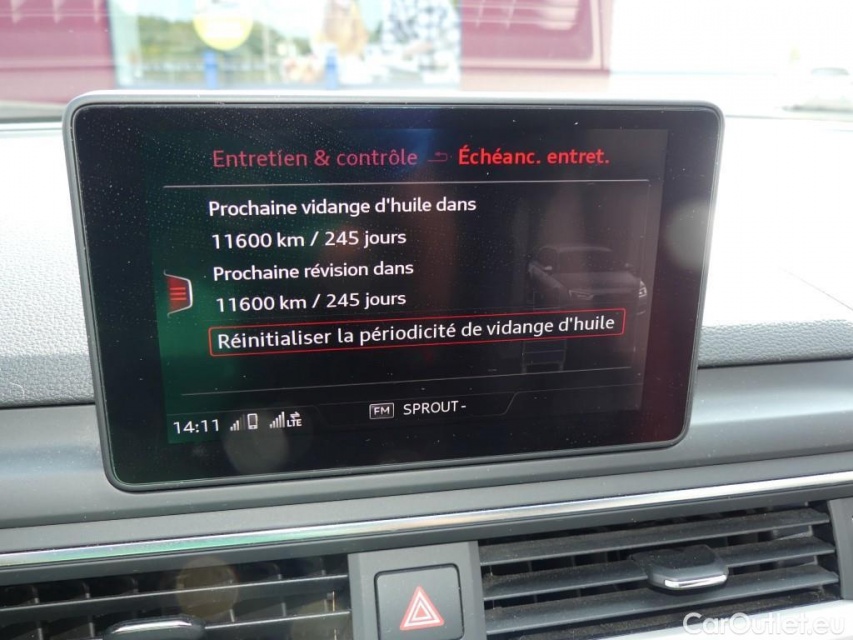 Entretien & contrôle Échéanc. entret.
Prochaine vidange d'huile dans
11600 km / 245 jours
Prochaine révision dans
11600 km / 245 jours
Réinitialiser la périodicité de vidange d'huile
14:11 LTE FM SPROUT-
CarOutlet.eu